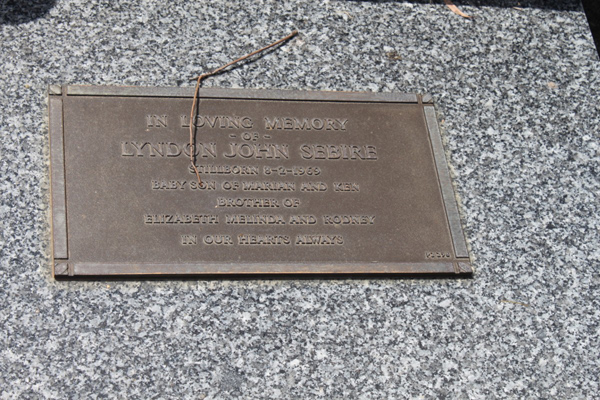 IN LOVING MEMORY
- OF -
LYNDON JOHN SEBIRE
STILLBORN 8-2-1969
BABY SON OF MARIAN AND KEN
BROTHER OF
ELIZABETH MELINDA AND RODNEY
IN OUR HEARTS ALWAYS